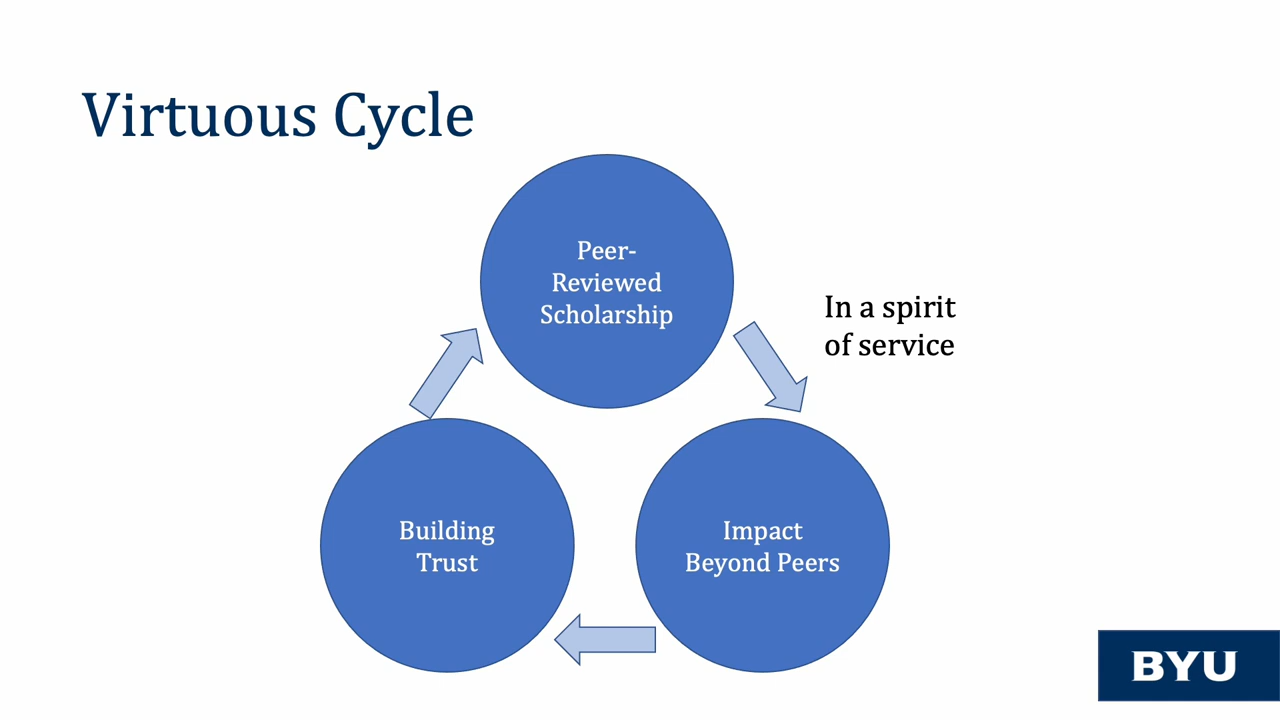 Virtuous Cycle
Peer-
Reviewed
Scholarship
In a spirit
of service
Building
Trust
Impact
Beyond Peers
BYU